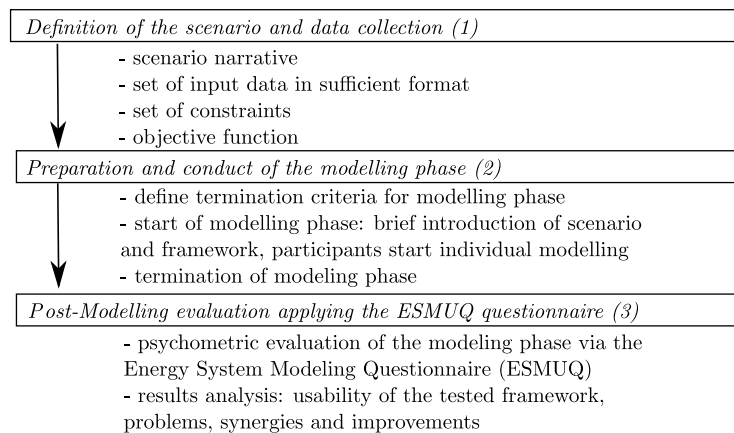 Definition of the scenario and data collection (1)
- scenario narrative
- set of input data in sufficient format
- set of constraints
- objective function
Preparation and conduct of the modelling phase (2)
- define termination criteria for modelling phase
- start of modelling phase: brief introduction of scenario
and framework, participants start individual modelling
- termination of modeling phase
Post-Modelling evaluation applying the ESMUQ questionnaire (3)
- psychometric evaluation of the modeling phase via the
Energy System Modeling Questionnaire (ESMUQ)
- results analysis: usability of the tested framework,
problems, synergies and improvements